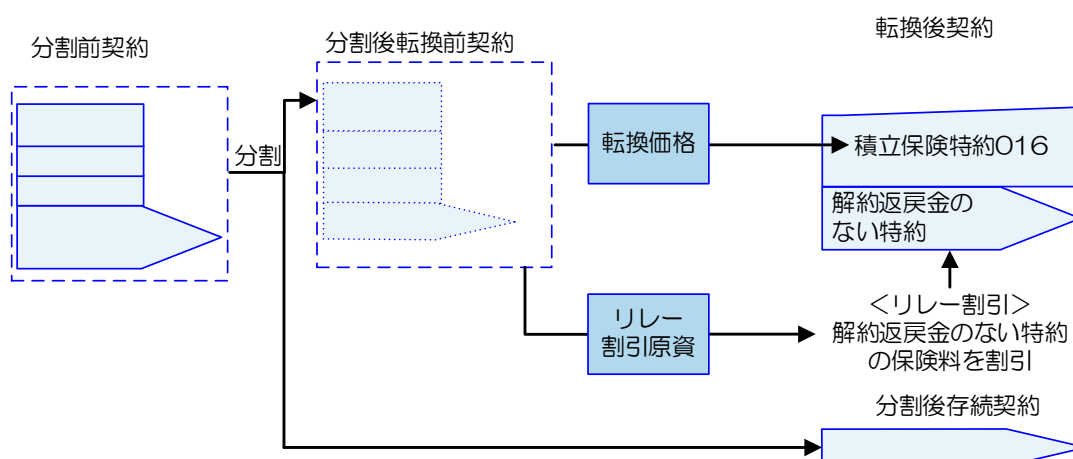 分割前契約
分割後転換前契約
転換後契約
分割
転換価格
積立保険特約016
解約返戻金の
ない特約
リレー
割引原資
＜リレー割引＞
解約返戻金のない特約
の保険料を割引
分割後存続契約